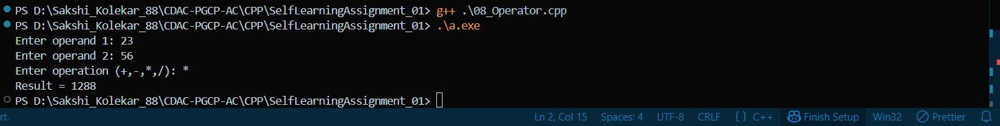 PS D:\Sakshi_Kolekar_88\CDAC-PGCP-AC\CPP\SelfLearningAssignment_01> g++ .\08_Operator.cpp
PS D:\Sakshi_Kolekar_88\CDAC-PGCP-AC\CPP\SelfLearningAssignment_01> .\a.exe
Enter operand 1: 23
Enter operand 2: 56
Enter operation (+,-,*,/): *
Result = 1288
PS D:\Sakshi_Kolekar_88\CDAC-PGCP-AC\CPP\SelfLearningAssignment_01>
rt. Ln 2, Col 15 Spaces: 4 UTF-8 CRLF {} C++ Finish Setup Win32 Prettier